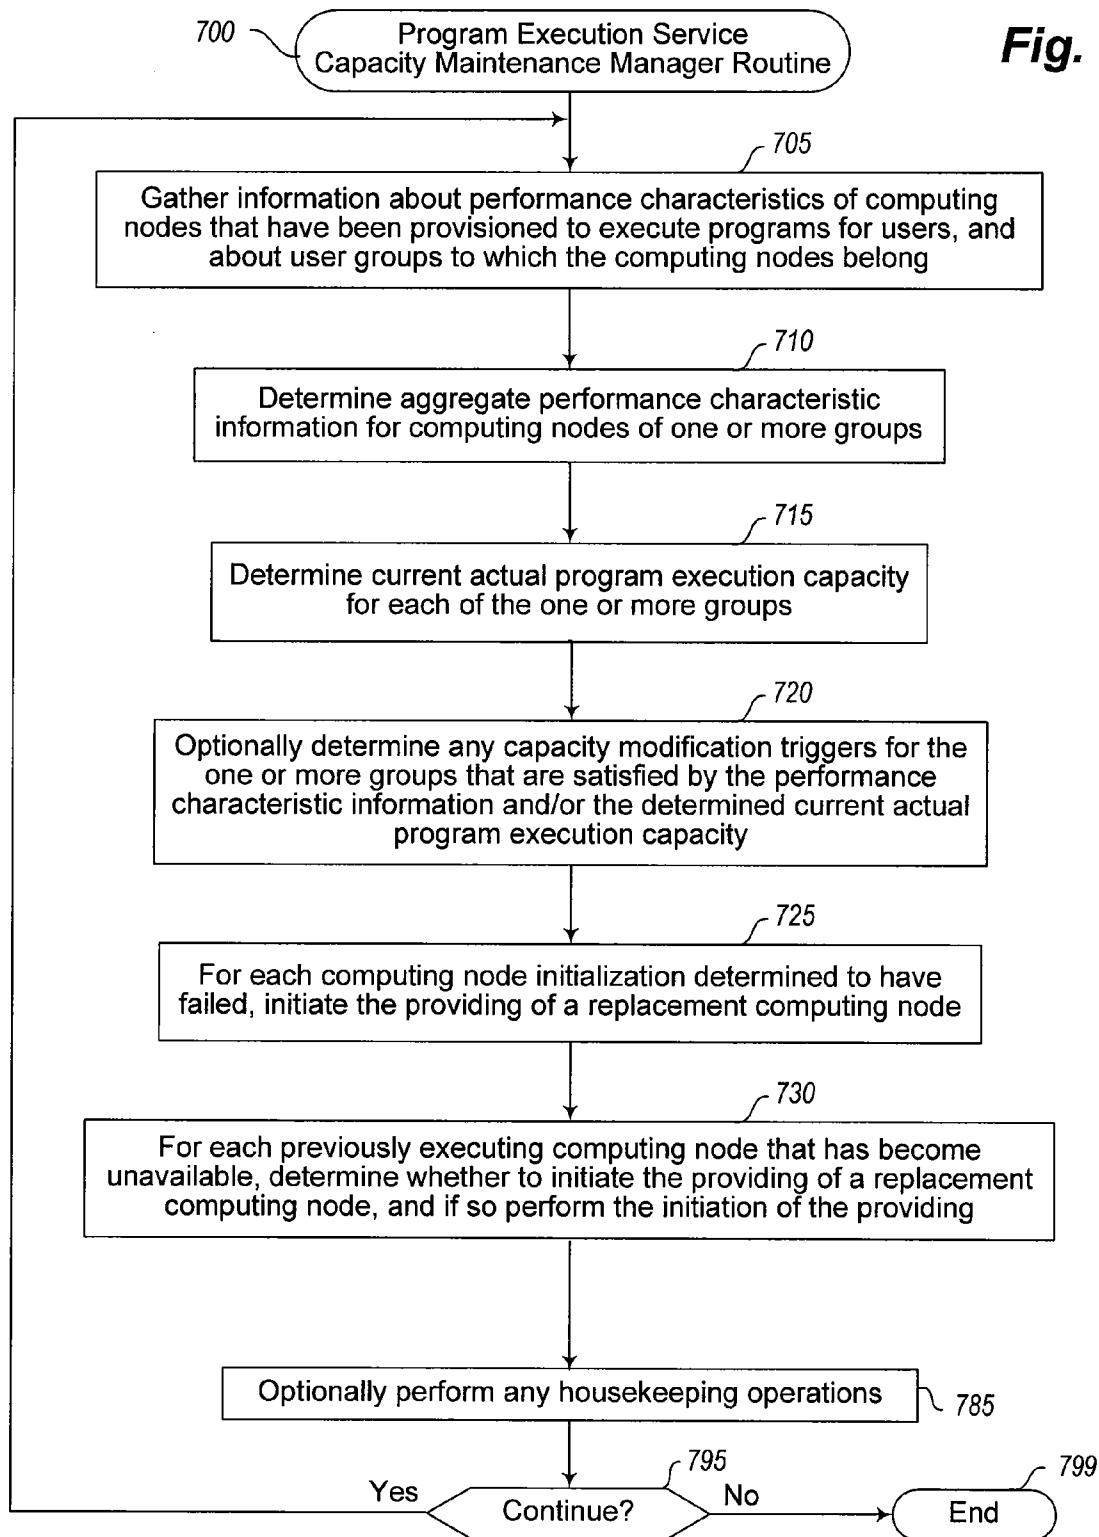 700
Program Execution Service
Capacity Maintenance Manager Routine
Fig.
705
Gather information about performance characteristics of computing
nodes that have been provisioned to execute programs for users, and
about user groups to which the computing nodes belong
710
Determine aggregate performance characteristic
information for computing nodes of one or more groups
715
Determine current actual program execution capacity
for each of the one or more groups
720
Optionally determine any capacity modification triggers for the
one or more groups that are satisfied by the performance
characteristic information and/or the determined current actual
program execution capacity
725
For each computing node initialization determined to have
failed, initiate the providing of a replacement computing node
730
For each previously executing computing node that has become
unavailable, determine whether to initiate the providing of a replacement
computing node, and if so perform the initiation of the providing
Optionally perform any housekeeping operations
785
795
799
Yes
Continue?
No
End